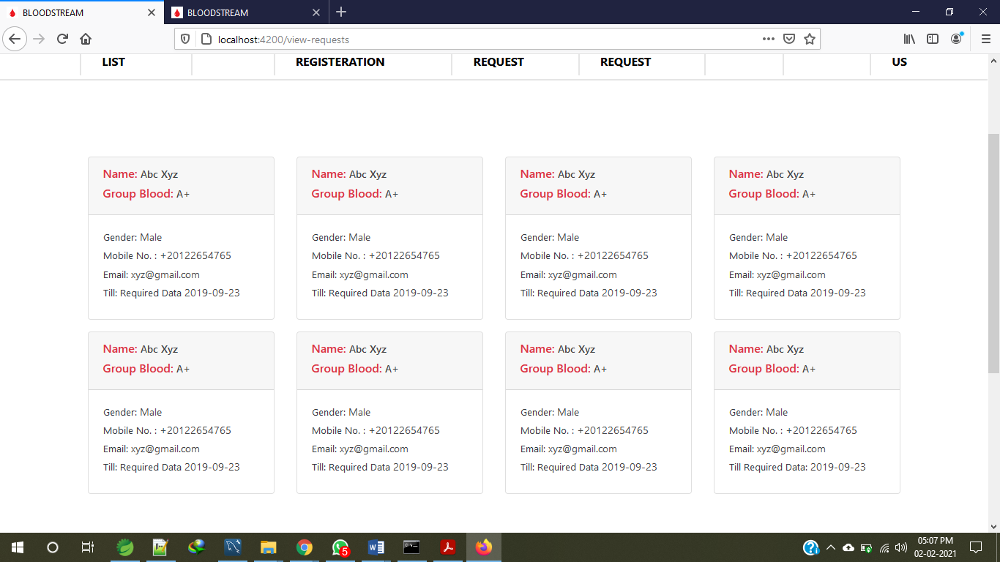 BLOODSTREAM BLOODSTREAM
localhost:4200/view-requests
LIST REGISTERATION REQUEST REQUEST US
Name: Abc Xyz Name: Abc Xyz Name: Abc Xyz Name: Abc Xyz
Group Blood: A+ Group Blood: A+ Group Blood: A+ Group Blood: A+
Gender: Male Gender: Male Gender: Male Gender: Male
Mobile No. : +20122654765 Mobile No. : +20122654765 Mobile No. : +20122654765 Mobile No. : +20122654765
Email: xyz@gmail.com Email: xyz@gmail.com Email: xyz@gmail.com Email: xyz@gmail.com
Till: Required Data 2019-09-23 Till: Required Data 2019-09-23 Till: Required Data 2019-09-23 Till: Required Data 2019-09-23
Name: Abc Xyz Name: Abc Xyz Name: Abc Xyz Name: Abc Xyz
Group Blood: A+ Group Blood: A+ Group Blood: A+ Group Blood: A+
Gender: Male Gender: Male Gender: Male Gender: Male
Mobile No. : +20122654765 Mobile No. : +20122654765 Mobile No. : +20122654765 Mobile No. : +20122654765
Email: xyz@gmail.com Email: xyz@gmail.com Email: xyz@gmail.com Email: xyz@gmail.com
Till: Required Data 2019-09-23 Till: Required Data 2019-09-23 Till: Required Data 2019-09-23 Till Required Data: 2019-09-23
5
05:07 PM
02-02-2021